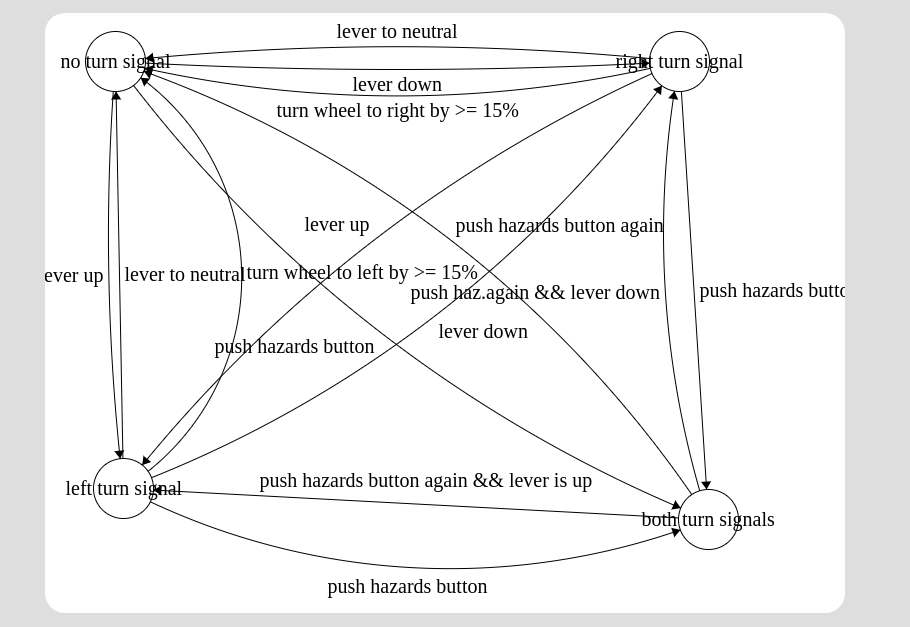 lever to neutral
no turn signal
right turn signal
lever down
turn wheel to right by >= 15%
lever up
push hazards button again
ever up
lever to neutral
turn wheel to left by >= 15%
push haz.again && lever down
push hazards butto
lever down
push hazards button
push hazards button again && lever is up
left turn signal
both turn signals
push hazards button